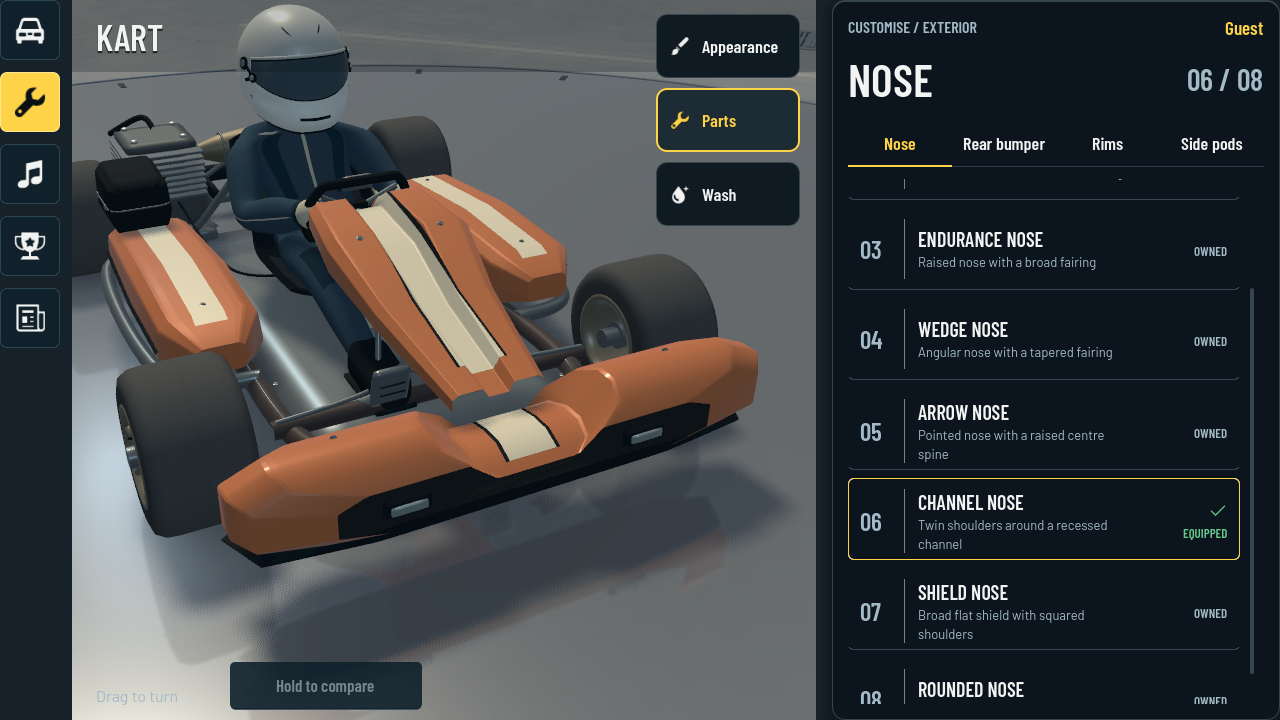 KART
Appearance
Parts
Wash
Hold to compare
Drag to turn
CUSTOMISE / EXTERIOR
Guest
NOSE
06 / 08
Nose
Rear bumper
Rims
Side pods
03
ENDURANCE NOSE
Raised nose with a broad fairing
OWNED
04
WEDGE NOSE
Angular nose with a tapered fairing
OWNED
05
ARROW NOSE
Pointed nose with a raised centre
spine
OWNED
06
CHANNEL NOSE
Twin shoulders around a recessed
channel
EQUIPPED
07
SHIELD NOSE
Broad flat shield with squared
shoulders
OWNED
08
ROUNDED NOSE
OWNED